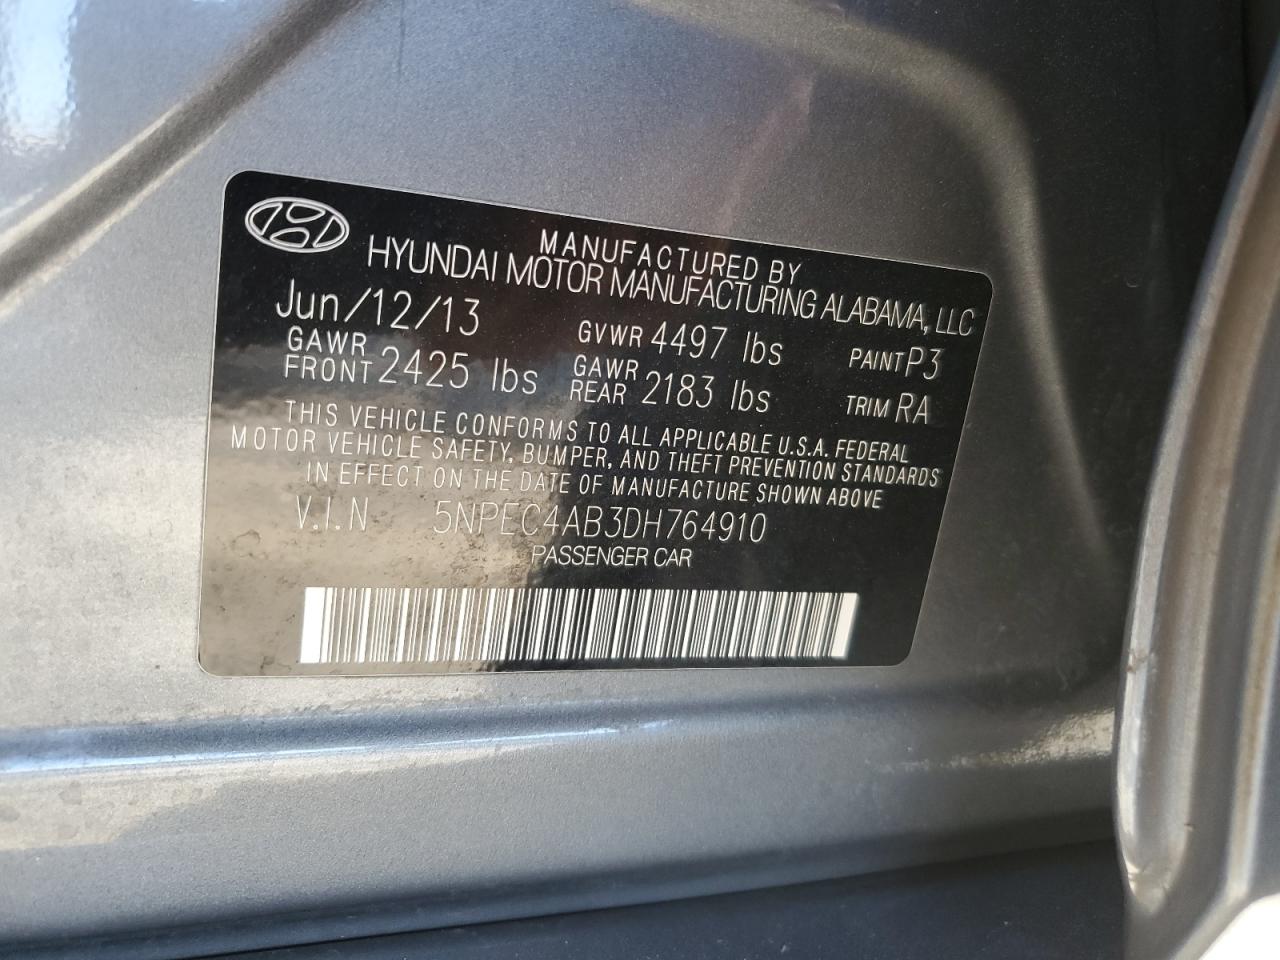 MANUFACTURED BY
HYUNDAI MOTOR MANUFACTURING ALABAMA, LLC
Jun/12/13 GVWR 4497 lbs PAINT P3
GAWR FRONT 2425 lbs GAWR REAR 2183 lbs TRIM RA
THIS VEHICLE CONFORMS TO ALL APPLICABLE U.S.A. FEDERAL
MOTOR VEHICLE SAFETY, BUMPER, AND THEFT PREVENTION STANDARDS
IN EFFECT ON THE DATE OF MANUFACTURE SHOWN ABOVE
V.I.N 5NPEC4AB3DH764910
PASSENGER CAR